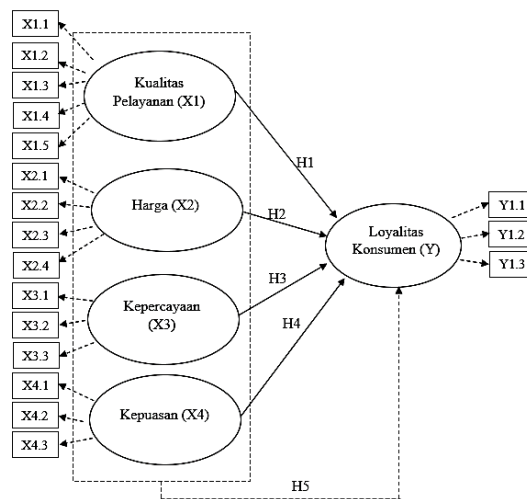 X1.1
X1.2
X1.3
X1.4
X1.5
X2.1
X2.2
X2.3
X2.4
X3.1
X3.2
X3.3
X4.1
X4.2
X4.3
Kualitas
Pelayanan (X1)
Harga (X2)
Kepercayaan
(X3)
Kepuasan (X4)
H1
H2
H3
H4
H5
Loyalitas
Konsumen (Y)
Y1.1
Y1.2
Y1.3